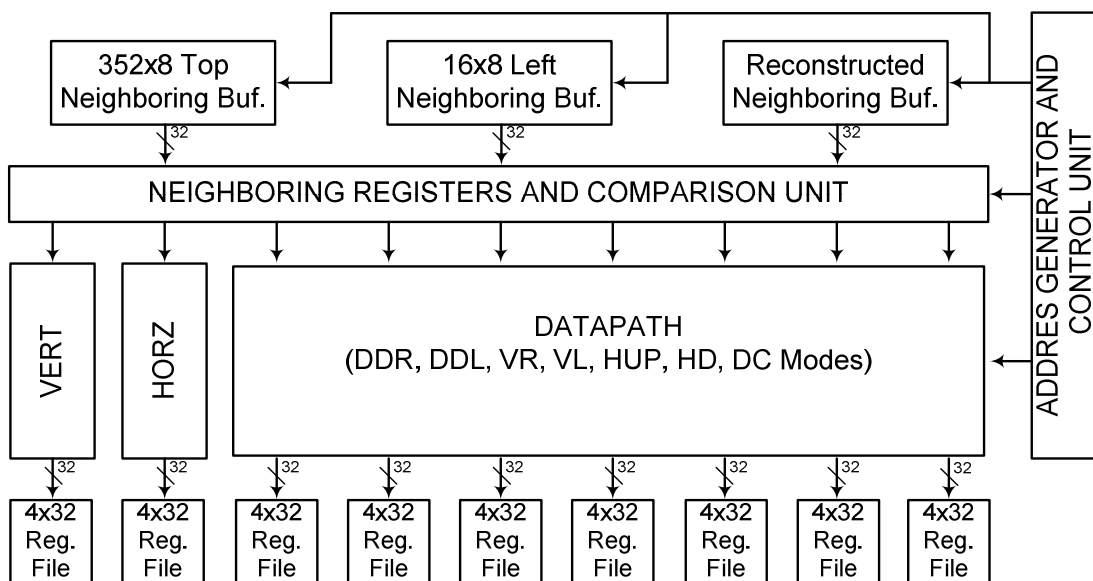 352x8 Top
Neighboring Buf.
16x8 Left
Neighboring Buf.
Reconstructed
Neighboring Buf.
32
32
32
NEIGHBORING REGISTERS AND COMPARISON UNIT
ADDRES GENERATOR AND
CONTROL UNIT
VERT
HORZ
DATAPATH
(DDR, DDL, VR, VL, HUP, HD, DC Modes)
32
32
32
32
32
32
32
32
32
4x32
Reg.
File
4x32
Reg.
File
4x32
Reg.
File
4x32
Reg.
File
4x32
Reg.
File
4x32
Reg.
File
4x32
Reg.
File
4x32
Reg.
File
4x32
Reg.
File